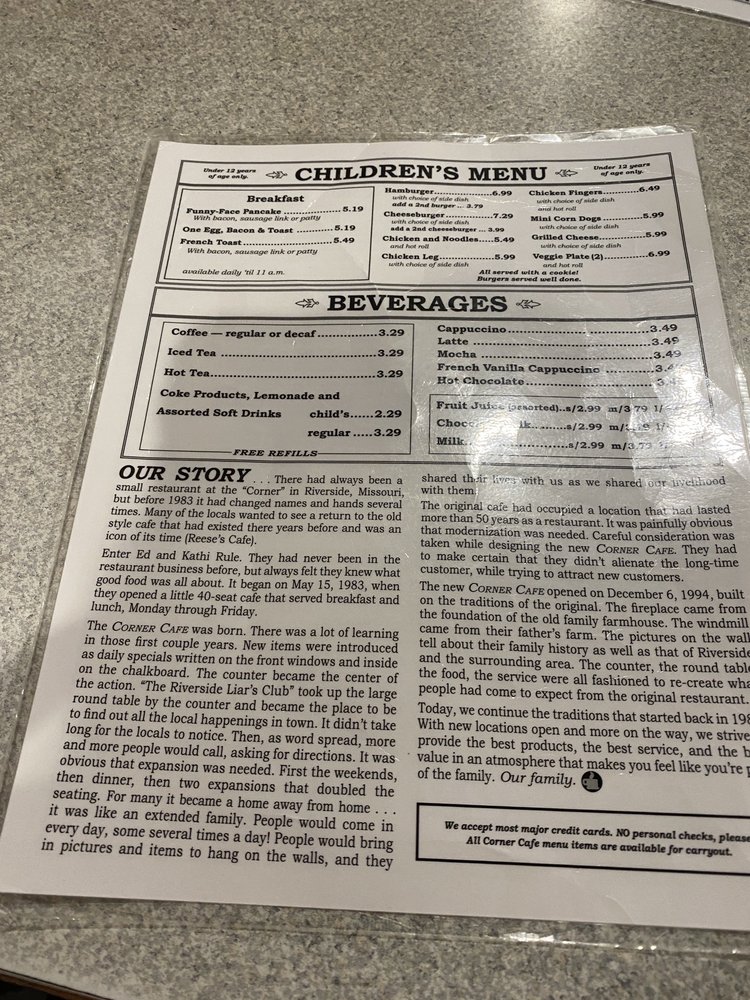 Under 12 years
of age only.
CHILDREN'S MENU
Under 12 years
of age only.
Breakfast
Funny-Face Pancake ......................5.19
With bacon, sausage link or patty
One Egg, Bacon & Toast ................5.19
French Toast ....................................5.49
With bacon, sausage link or patty
available daily 'til 11 a.m.
Hamburger................6.99
with choice of side dish
add a 2nd burger ... 3.79
Cheeseburger............7.29
with choice of side dish
add a 2nd cheeseburger ... 3.99
Chicken and Noodles.....5.49
and hot roll
Chicken Leg..............5.99
with choice of side dish
Chicken Fingers..............6.49
with choice of side dish
and hot roll
Mini Corn Dogs..............5.99
with choice of side dish
Grilled Cheese..............5.99
with choice of side dish
Veggie Plate (2)..............6.99
and hot roll
All served with a cookie!
Burgers served well done.
BEVERAGES
Coffee — regular or decaf ...............3.29
Iced Tea .......................................3.29
Hot Tea.........................................3.29
Coke Products, Lemonade and
Assorted Soft Drinks child's......2.29
regular .....3.29
FREE REFILLS
Cappuccino...................................3.49
Latte ............................................3.49
Mocha ..........................................3.49
French Vanilla Cappuccino ............3.4
Hot Chocolate...............................3.4
Fruit Juice (assorted)..s/2.99 m/3.79 1/
Choc ..........s/2.99 m/ 1/
Milk.......................s/2.99 m/3.79 1/
OUR STORY . . . There had always been a
small restaurant at the "Corner" in Riverside, Missouri,
but before 1983 it had changed names and hands several
times. Many of the locals wanted to see a return to the old
style cafe that had existed there years before and was an
icon of its time (Reese's Cafe).
Enter Ed and Kathi Rule. They had never been in the
restaurant business before, but always felt they knew what
good food was all about. It began on May 15, 1983, when
they opened a little 40-seat cafe that served breakfast and
lunch, Monday through Friday.
The CORNER CAFE was born. There was a lot of learning
in those first couple years. New items were introduced
as daily specials written on the front windows and inside
on the chalkboard. The counter became the center of
the action. "The Riverside Liar's Club" took up the large
round table by the counter and became the place to be
to find out all the local happenings in town. It didn't take
long for the locals to notice. Then, as word spread, more
and more people would call, asking for directions. It was
obvious that expansion was needed. First the weekends,
then dinner, then two expansions that doubled the
seating. For many it became a home away from home . . .
it was like an extended family. People would come in
every day, some several times a day! People would bring
in pictures and items to hang on the walls, and they
shared their lives with us as we shared our livelihood
with them.
The original cafe had occupied a location that had lasted
more than 50 years as a restaurant. It was painfully obvious
that modernization was needed. Careful consideration was
taken while designing the new CORNER CAFE. They had
to make certain that they didn't alienate the long-time
customer, while trying to attract new customers.
The new CORNER CAFE opened on December 6, 1994, built
on the traditions of the original. The fireplace came from
the foundation of the old family farmhouse. The windmill
came from their father's farm. The pictures on the wall
tell about their family history as well as that of Riverside
and the surrounding area. The counter, the round table
the food, the service were all fashioned to re-create wha
people had come to expect from the original restaurant.
Today, we continue the traditions that started back in 198
With new locations open and more on the way, we strive
provide the best products, the best service, and the b
value in an atmosphere that makes you feel like you're p
of the family. Our family.
We accept most major credit cards. NO personal checks, please
All Corner Cafe menu items are available for carryout.